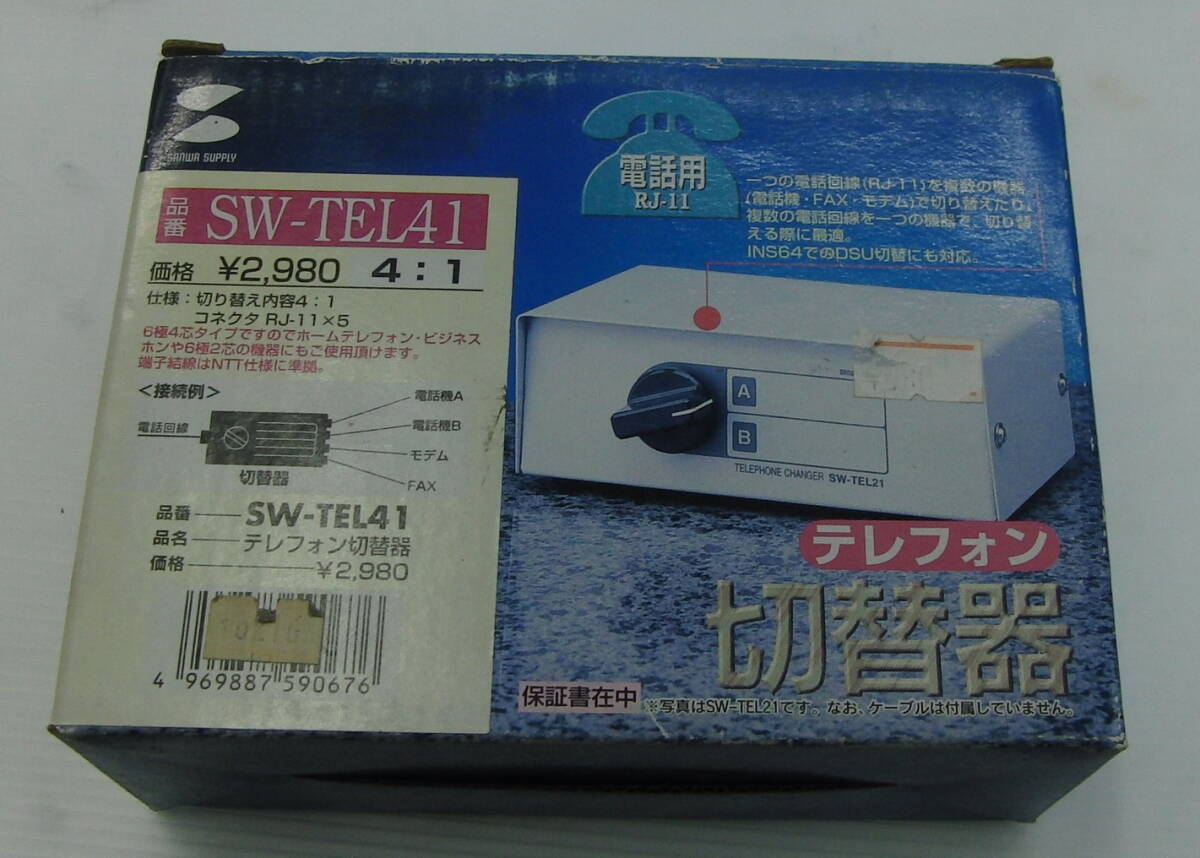 SANWA SUPPLY
品番 SW-TEL41
価格 ¥2,980 4:1
仕様:切り替え内容4:1
コネクタ RJ-11×5
6極4芯タイプですのでホームテレフォン・ビジネス
ホンや6極2芯の機器にもご使用頂けます。
端子結線はNTT仕様に準拠。
<接続例>
電話回線
切替器
電話機A
電話機B
モデム
FAX
品番 SW-TEL41
品名 テレフォン切替器
価格 ¥2,980
4 969887 590676
電話用
RJ-11
一つの電話回線(RJ-11)を複数の機器
(電話機・FAX・モデム)で切り替えたり、
複数の電話回線を一つの機器で、切り替
える際に最適。
INS64でのDSU切替にも対応。
A
B
TELEPHONE CHANGER SW-TEL21
テレフォン
切替器
保証書在中
※写真はSW-TEL21です。なお、ケーブルは付属していません。